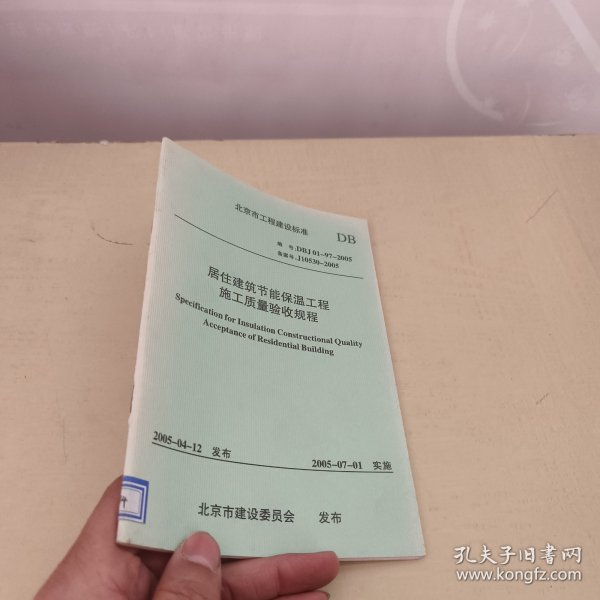 北京市工程建设标准
DB
编 号:DBJ 01-97-2005
备案号:J10530-2005
居住建筑节能保温工程
施工质量验收规程
Specification for Insulation Constructional Quality
Acceptance of Residential Building
2005-04-12 发布
2005-07-01 实施
北京市建设委员会 发布
孔夫子旧书网
www.kongfz.com